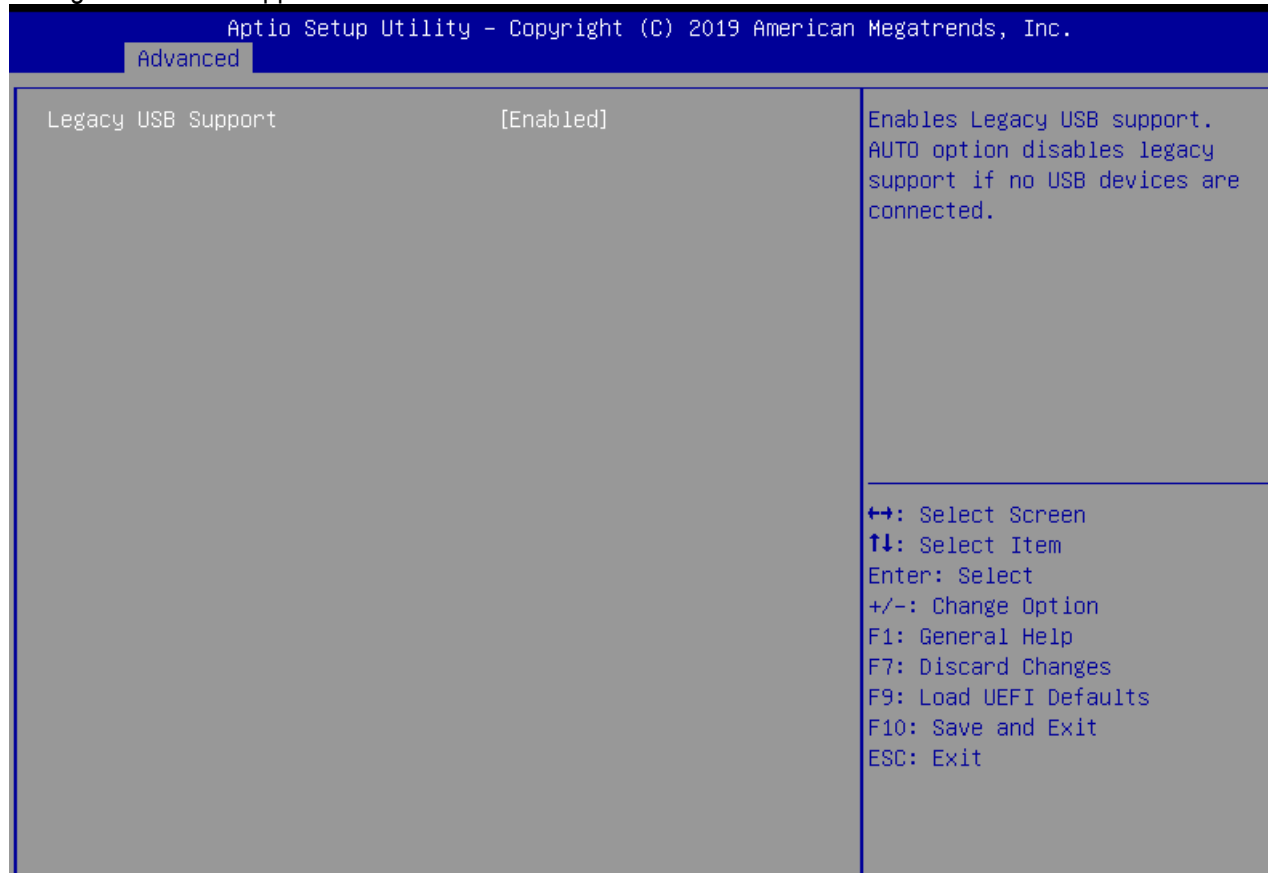 Aptio Setup Utility – Copyright (C) 2019 American Megatrends, Inc.
Advanced
Legacy USB Support [Enabled]
Enables Legacy USB support.
AUTO option disables legacy
support if no USB devices are
connected.
↔: Select Screen
↑↓: Select Item
Enter: Select
+/-: Change Option
F1: General Help
F7: Discard Changes
F9: Load UEFI Defaults
F10: Save and Exit
ESC: Exit